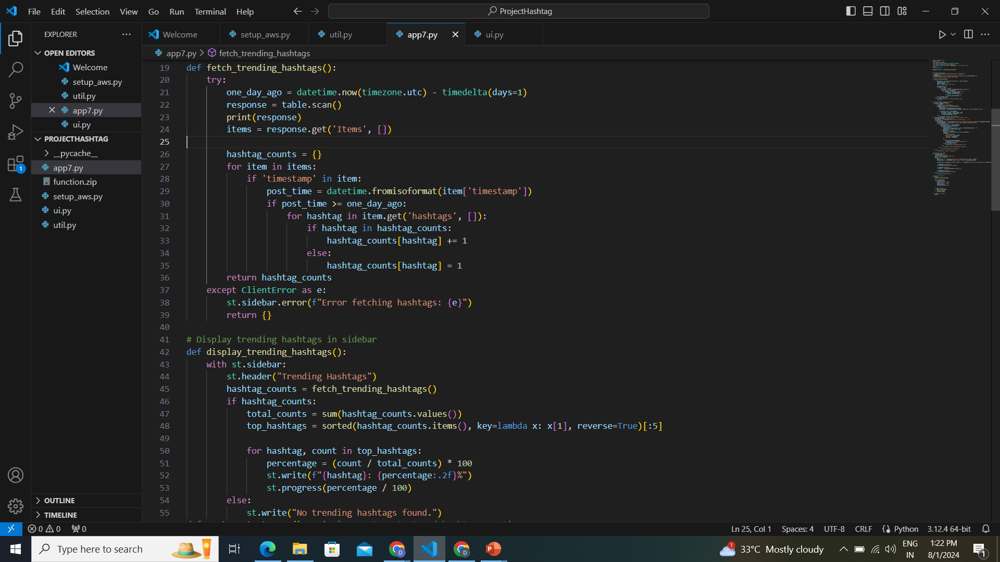 File Edit Selection View Go Run Terminal Help
ProjectHashtag
EXPLORER
OPEN EDITORS
Welcome
setup_aws.py
util.py
app7.py
ui.py
PROJECTHASHTAG
__pycache__
app7.py
function.zip
setup_aws.py
ui.py
util.py
OUTLINE
TIMELINE
1
Welcome setup_aws.py util.py app7.py ui.py
app7.py > fetch_trending_hashtags
19 def fetch_trending_hashtags():
20 try:
21 one_day_ago = datetime.now(timezone.utc) - timedelta(days=1)
22 response = table.scan()
23 print(response)
24 items = response.get('Items', [])
25
26 hashtag_counts = {}
27 for item in items:
28 if 'timestamp' in item:
29 post_time = datetime.fromisoformat(item['timestamp'])
30 if post_time >= one_day_ago:
31 for hashtag in item.get('hashtags', []):
32 if hashtag in hashtag_counts:
33 hashtag_counts[hashtag] += 1
34 else:
35 hashtag_counts[hashtag] = 1
36 return hashtag_counts
37 except ClientError as e:
38 st.sidebar.error(f"Error fetching hashtags: {e}")
39 return {}
40
41 # Display trending hashtags in sidebar
42 def display_trending_hashtags():
43 with st.sidebar:
44 st.header("Trending Hashtags")
45 hashtag_counts = fetch_trending_hashtags()
46 if hashtag_counts:
47 total_counts = sum(hashtag_counts.values())
48 top_hashtags = sorted(hashtag_counts.items(), key=lambda x: x[1], reverse=True)[:5]
49
50 for hashtag, count in top_hashtags:
51 percentage = (count / total_counts) * 100
52 st.write(f"{hashtag}: {percentage:.2f}%")
53 st.progress(percentage / 100)
54 else:
55 st.write("No trending hashtags found.")
0 0 0
Ln 25, Col 1 Spaces: 4 UTF-8 CRLF Python 3.12.4 64-bit
Type here to search
33°C Mostly cloudy
1
ENG
IN
1:22 PM
8/1/2024
1